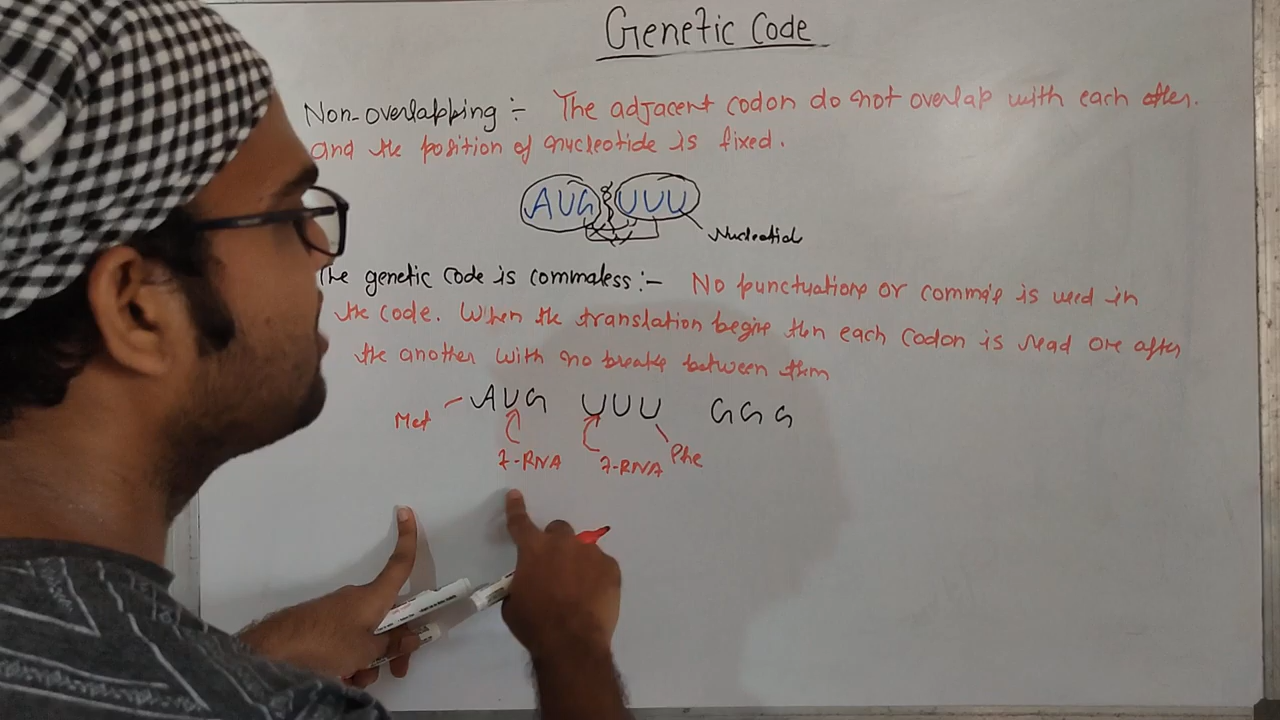 Genetic Code
Non-overlapping :- The adjacent codon do not overlap with each other.
and the position of nucleotide is fixed.
AUG UUU
Nucleotid
The genetic code is commaless :- No punctuations or comma's is used in
the code. When the translation begins then each codon is read one after
the another with no breaks between them
Met AUG UUU GGG
t-RNA t-RNA Phe